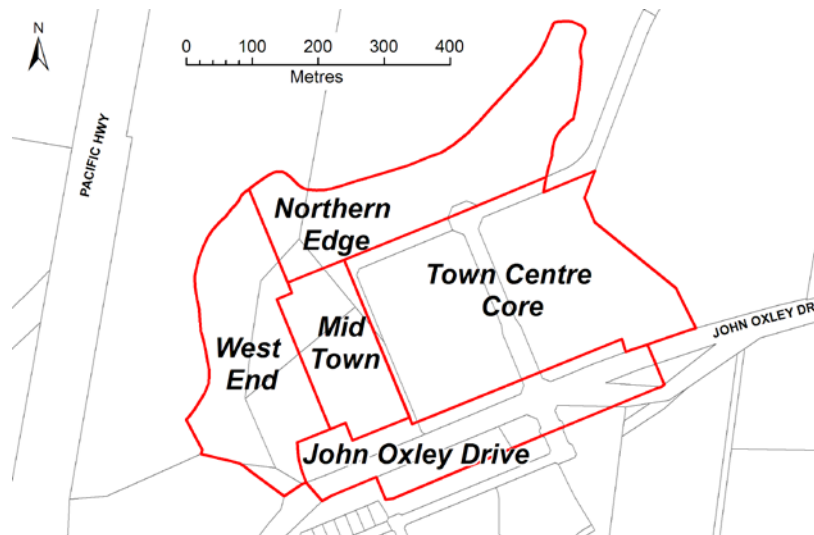 N
0 100 200 300 400
Metres
PACIFIC HWY
Northern
Edge
Town Centre
Core
Mid
Town
West
End
JOHN OXLEY DR
John Oxley Drive